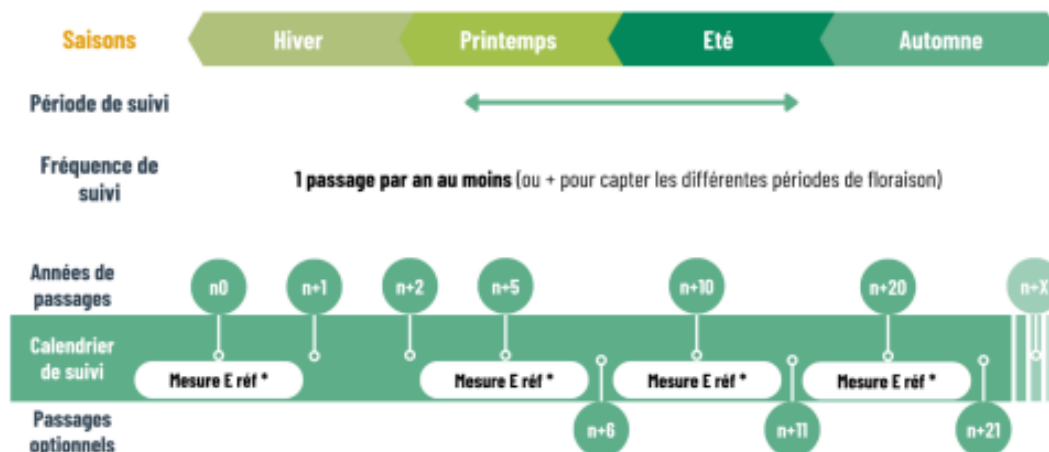 Saisons Hiver Printemps Eté Automne
Période de suivi
Fréquence de
suivi
1 passage par an au moins (ou + pour capter les différentes périodes de floraison)
Années de
passages
n0 n+1 n+2 n+5 n+10 n+20 n+X
Calendrier
de suivi
Mesure E réf * Mesure E réf * Mesure E réf * Mesure E réf *
Passages
optionnels
n+6 n+11 n+21